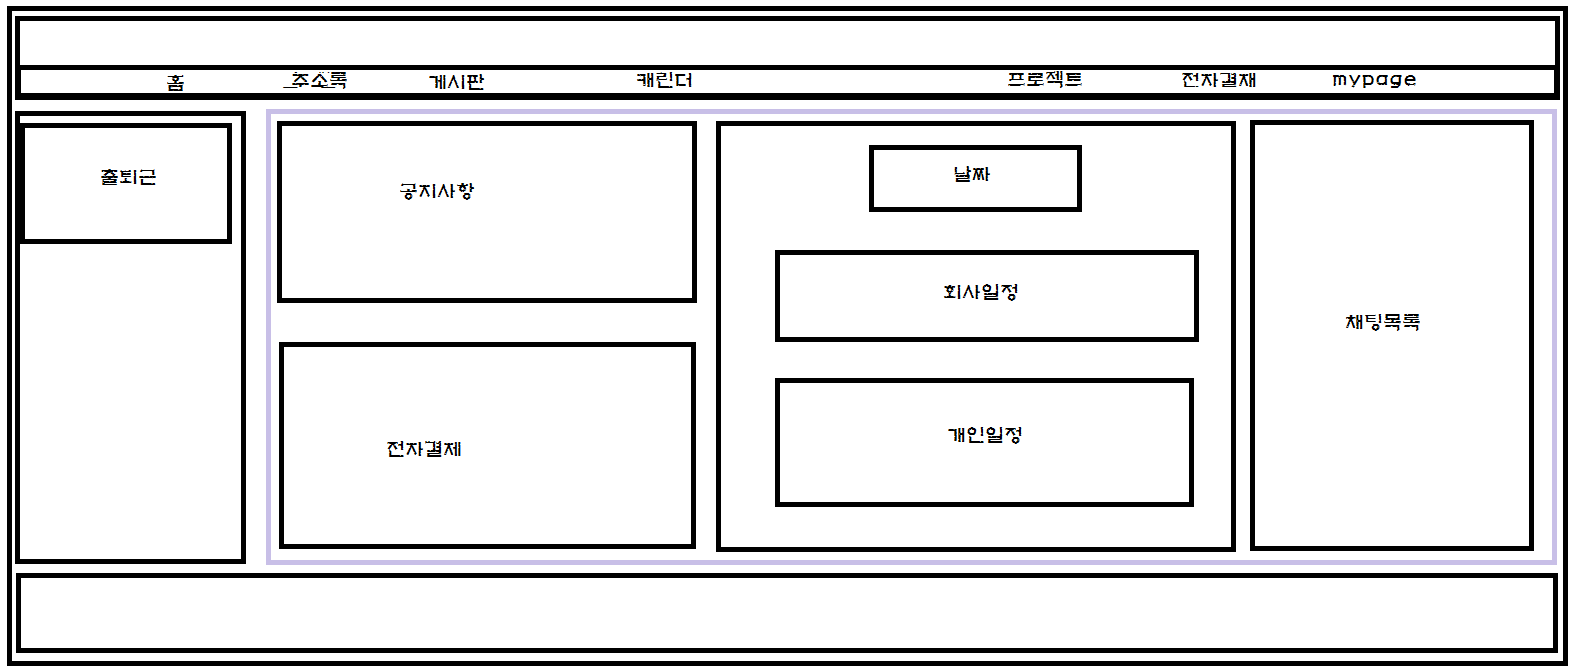 홈 주소록 게시판 캐린더 프로젝트 전자결재 mypage
출퇴근
공지사항
전자결제
날짜
회사일정
개인일정
채팅목록